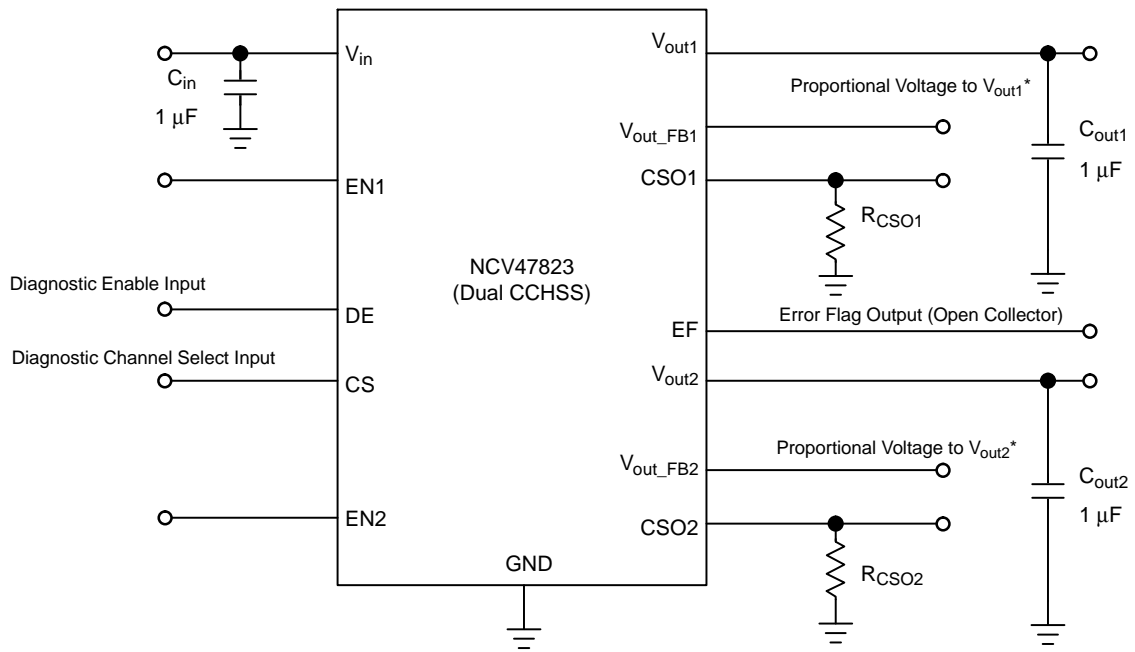 V_in
C_in
1 μF
EN1
Diagnostic Enable Input
DE
Diagnostic Channel Select Input
CS
EN2
NCV47823
(Dual CCHSS)
GND
V_out1
Proportional Voltage to V_out1*
V_out_FB1
CSO1
R_CSO1
C_out1
1 μF
Error Flag Output (Open Collector)
EF
V_out2
Proportional Voltage to V_out2*
V_out_FB2
CSO2
R_CSO2
C_out2
1 μF